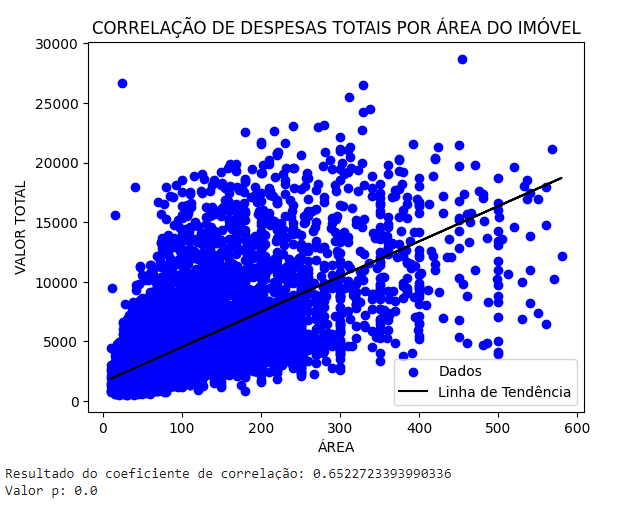 CORRELAÇÃO DE DESPESAS TOTAIS POR ÁREA DO IMÓVEL
30000
25000
20000
15000
10000
5000
0
VALOR TOTAL
Dados
Linha de Tendência
0 100 200 300 400 500 600
ÁREA
Resultado do coeficiente de correlação: 0.6522723393990336
Valor p: 0.0